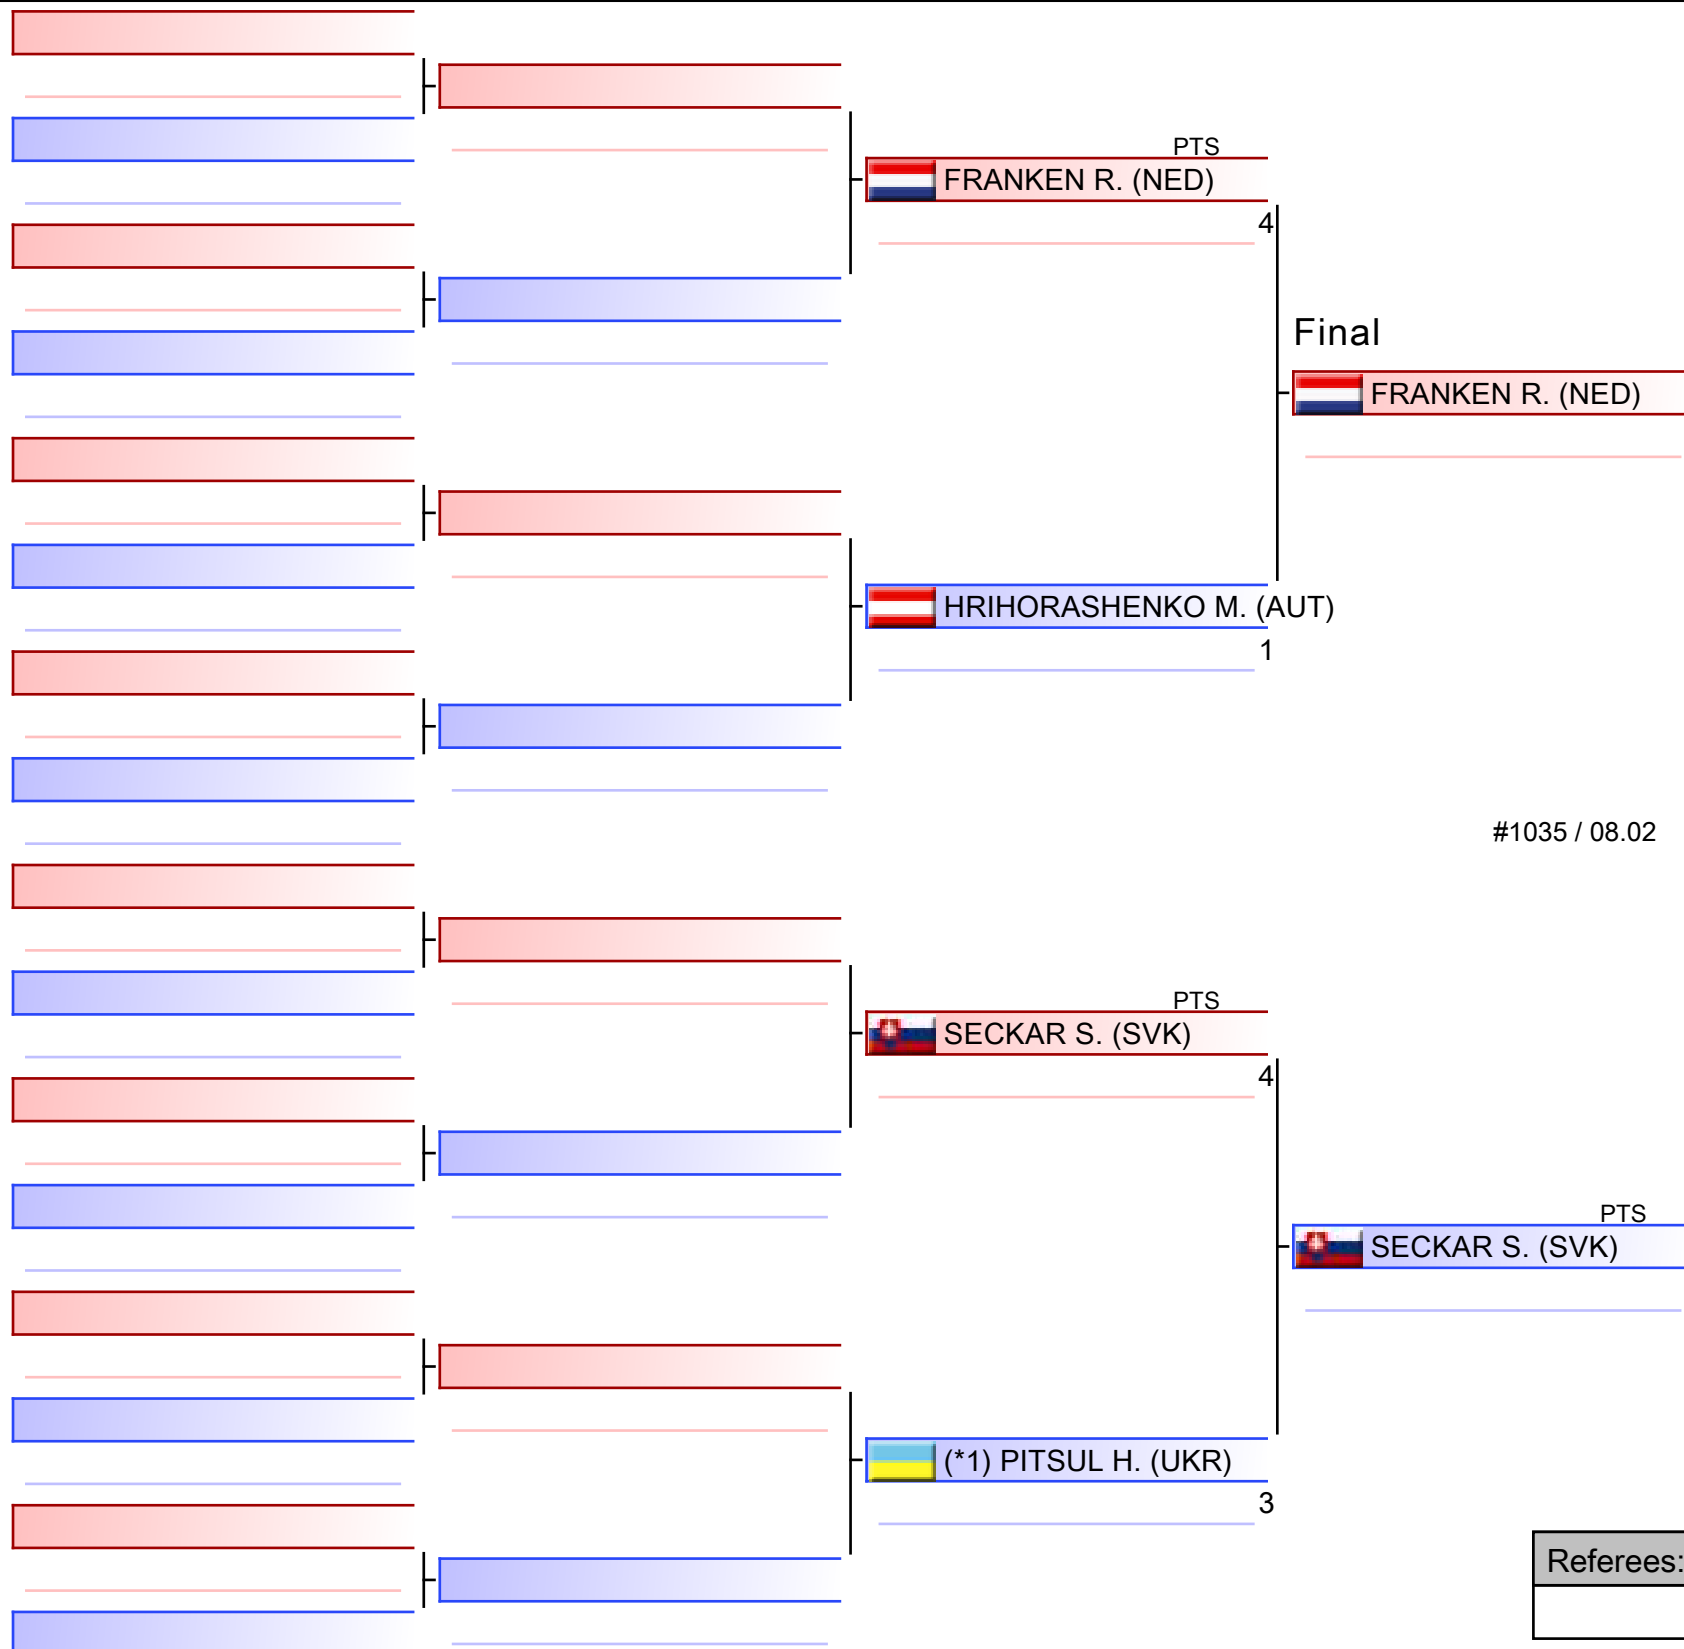 PTS
FRANKEN R. (NED)
4
Final
FRANKEN R. (NED)
HRIHORASHENKO M. (AUT)
1
#1035 / 08.02
PTS
SECKAR S. (SVK)
4
PTS
SECKAR S. (SVK)
(*1) PITSUL H. (UKR)
3
Referees: